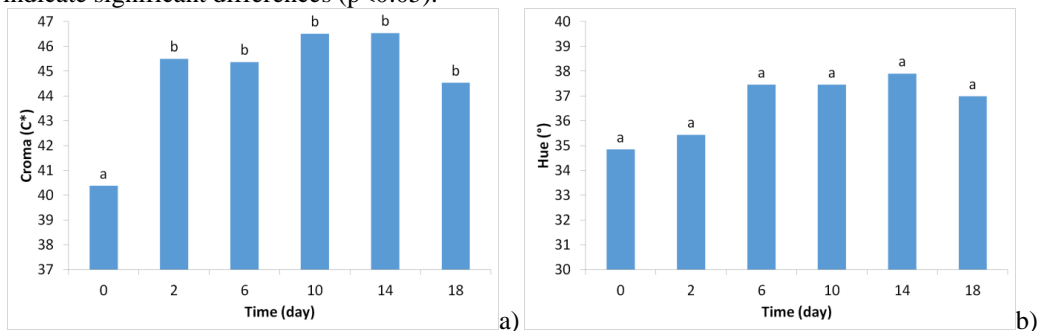 indicate significant differences (p<0.05).
Croma (C*)
47
46
45
44
43
42
41
40
39
38
37
a
b
b
b
b
b
0 2 6 10 14 18
Time (day)
a)
Hue (°)
40
39
38
37
36
35
34
33
32
31
30
a
a
a
a
a
a
0 2 6 10 14 18
Time (day)
b)